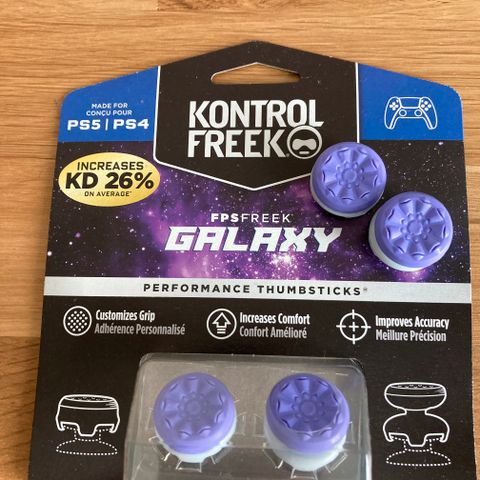 MADE FOR
CONÇU POUR
PS5 | PS4
KONTROL
FREEK®
INCREASES
KD 26%
ON AVERAGE*
FPSFREEK
GALAXY
PERFORMANCE THUMBSTICKS®
Customizes Grip
Adhérence Personnalisé
Increases Comfort
Confort Amélioré
Improves Accuracy
Meillure Précision